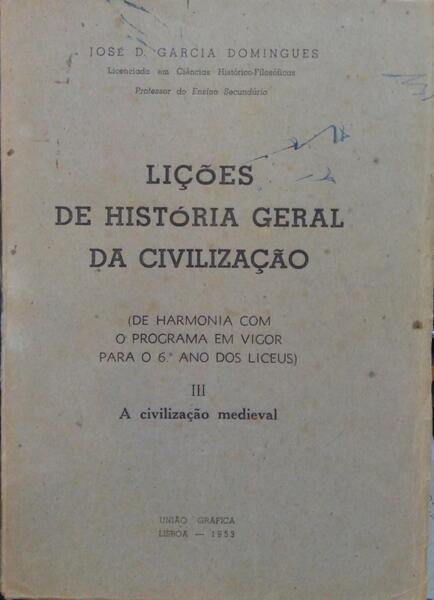 JOSÉ D. GARCIA DOMINGUES
Licenciado em Ciências Histórico-Filosóficas
Professor do Ensino Secundário
LIÇÕES
DE HISTÓRIA GERAL
DA CIVILIZAÇÃO
(DE HARMONIA COM
O PROGRAMA EM VIGOR
PARA O 6.º ANO DOS LICEUS)
III
A civilização medieval
UNIÃO GRÁFICA
LISBOA — 1953